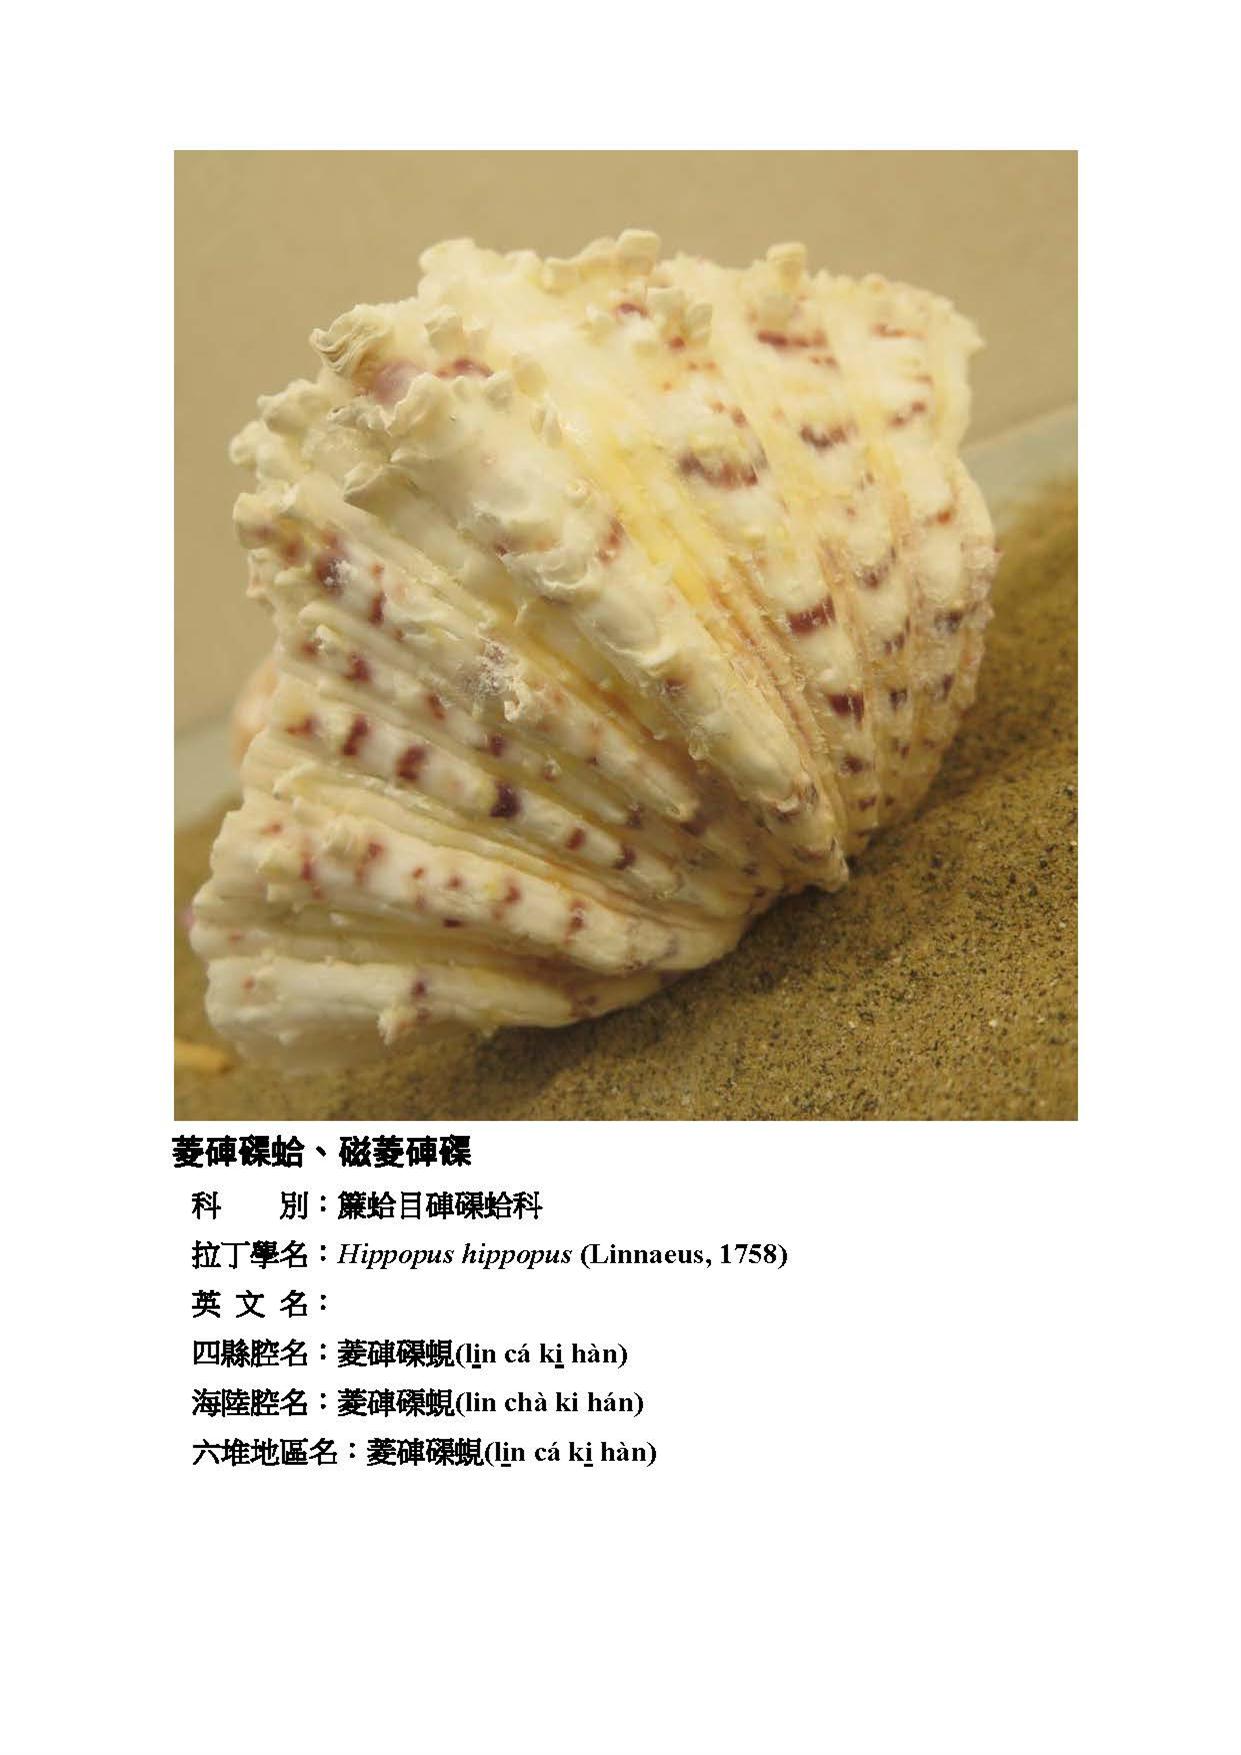 菱硨磲蛤、磁菱硨磲
科　　別：簾蛤目硨磲蛤科
拉丁學名：Hippopus hippopus (Linnaeus, 1758)
英 文 名：
四縣腔名：菱硨磲蜆(li̲n cá ki̲ hàn)
海陸腔名：菱硨磲蜆(lin chà ki hán)
六堆地區名：菱硨磲蜆(li̲n cá ki̲ hàn)